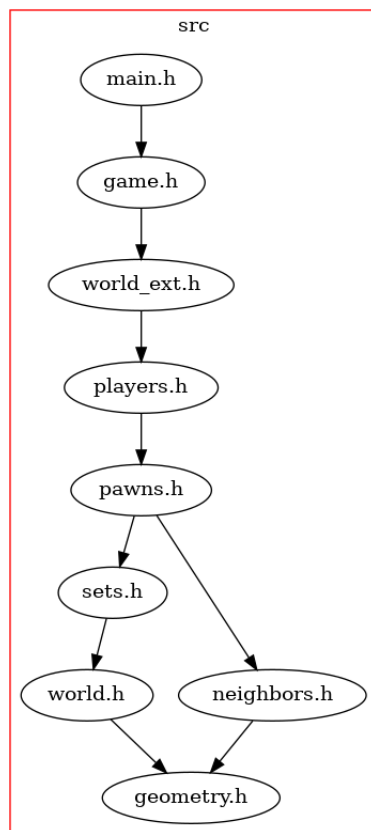 src
main.h
game.h
world_ext.h
players.h
pawns.h
sets.h
world.h
neighbors.h
geometry.h